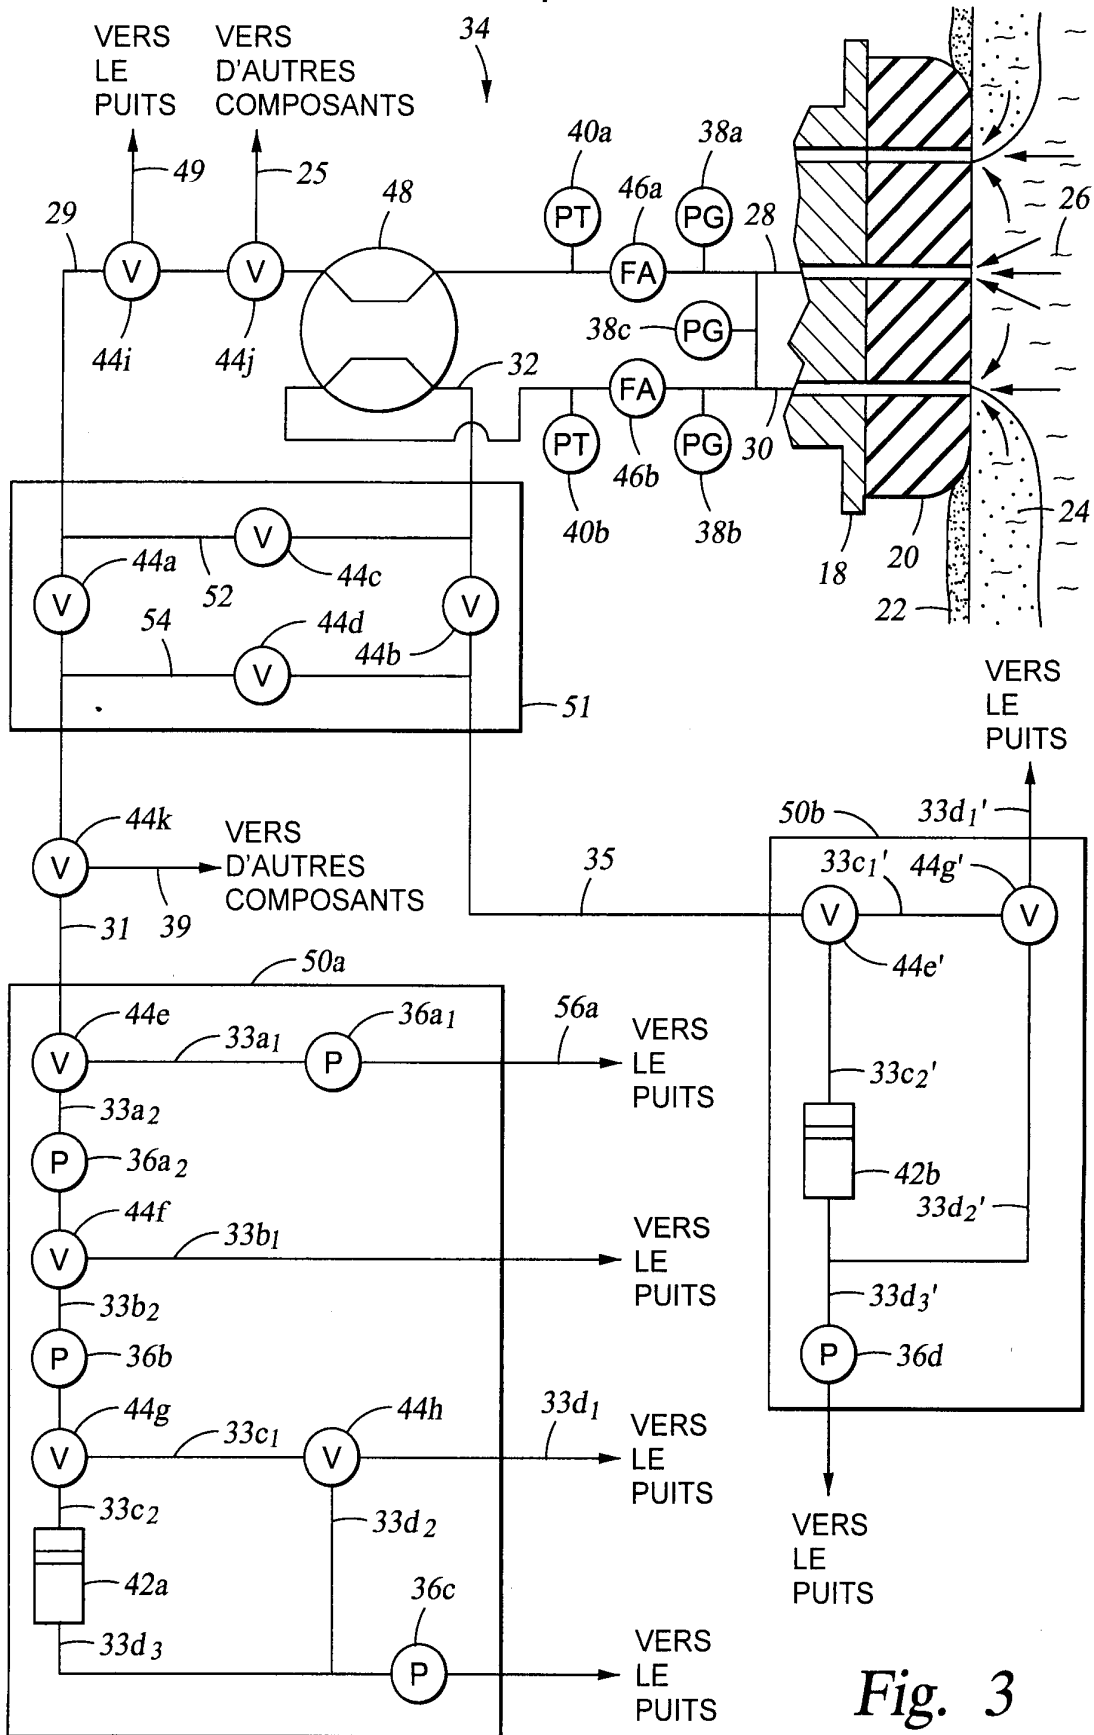 VERS
LE
PUITS
VERS
D'AUTRES
COMPOSANTS
34
49
25
48
40a
46a
38a
28
26
29
PT
FA
PG
V
V
44i
44j
38c
PG
32
FA
PT
PG
30
46b
40b
38b
18
20
22
24
44a
V
52
44c
V
V
54
44d
44b
V
51
VERS
LE
PUITS
44k
V
VERS
D'AUTRES
COMPOSANTS
39
31
35
50b
33d1'
33c1'
44g'
V
V
44e'
50a
44e
V
33a1
36a1
P
56a
VERS
LE
PUITS
33a2
P
36a2
33c2'
42b
44f
V
33b1
VERS
LE
PUITS
33d2'
33b2
33d3'
P
36b
P
36d
44g
V
33c1
44h
V
33d1
VERS
LE
PUITS
VERS
LE
PUITS
33c2
33d2
42a
36c
33d3
P
VERS
LE
PUITS
Fig. 3